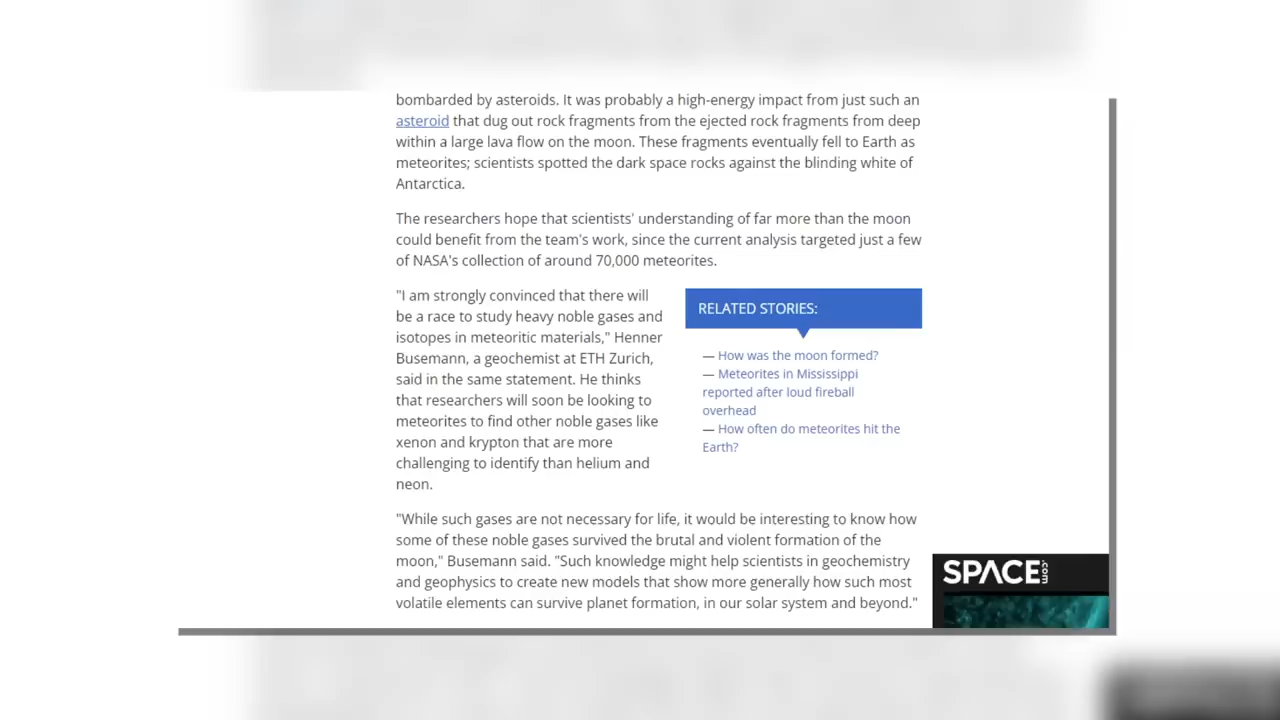 bombarded by asteroids. It was probably a high-energy impact from just such an
asteroid that dug out rock fragments from the ejected rock fragments from deep
within a large lava flow on the moon. These fragments eventually fell to Earth as
meteorites; scientists spotted the dark space rocks against the blinding white of
Antarctica.
The researchers hope that scientists' understanding of far more than the moon
could benefit from the team's work, since the current analysis targeted just a few
of NASA's collection of around 70,000 meteorites.
"I am strongly convinced that there will
be a race to study heavy noble gases and
isotopes in meteoritic materials," Henner
Busemann, a geochemist at ETH Zurich,
said in the same statement. He thinks
that researchers will soon be looking to
meteorites to find other noble gases like
xenon and krypton that are more
challenging to identify than helium and
neon.
RELATED STORIES:
— How was the moon formed?
— Meteorites in Mississippi
reported after loud fireball
overhead
— How often do meteorites hit the
Earth?
"While such gases are not necessary for life, it would be interesting to know how
some of these noble gases survived the brutal and violent formation of the
moon," Busemann said. "Such knowledge might help scientists in geochemistry
and geophysics to create new models that show more generally how such most
volatile elements can survive planet formation, in our solar system and beyond."
SPACE.com